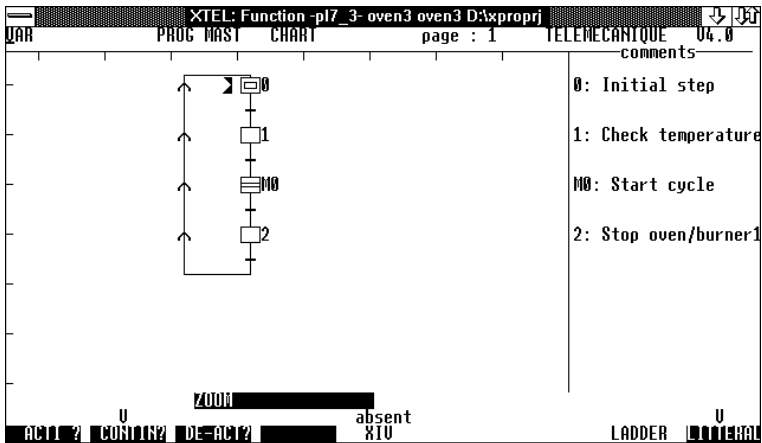 XTEL: Function -pl7_3- oven3 oven3 D:\xproprj
VAR PROG MAST CHART page : 1 TELEMECANIQUE V4.0
comments
0 0: Initial step
1 1: Check temperature
M0 M0: Start cycle
2 2: Stop oven/burner1
ZOOM
V absent V
ACTI ? CONTIN? DE-ACT? XIV LADDER LITTERAL